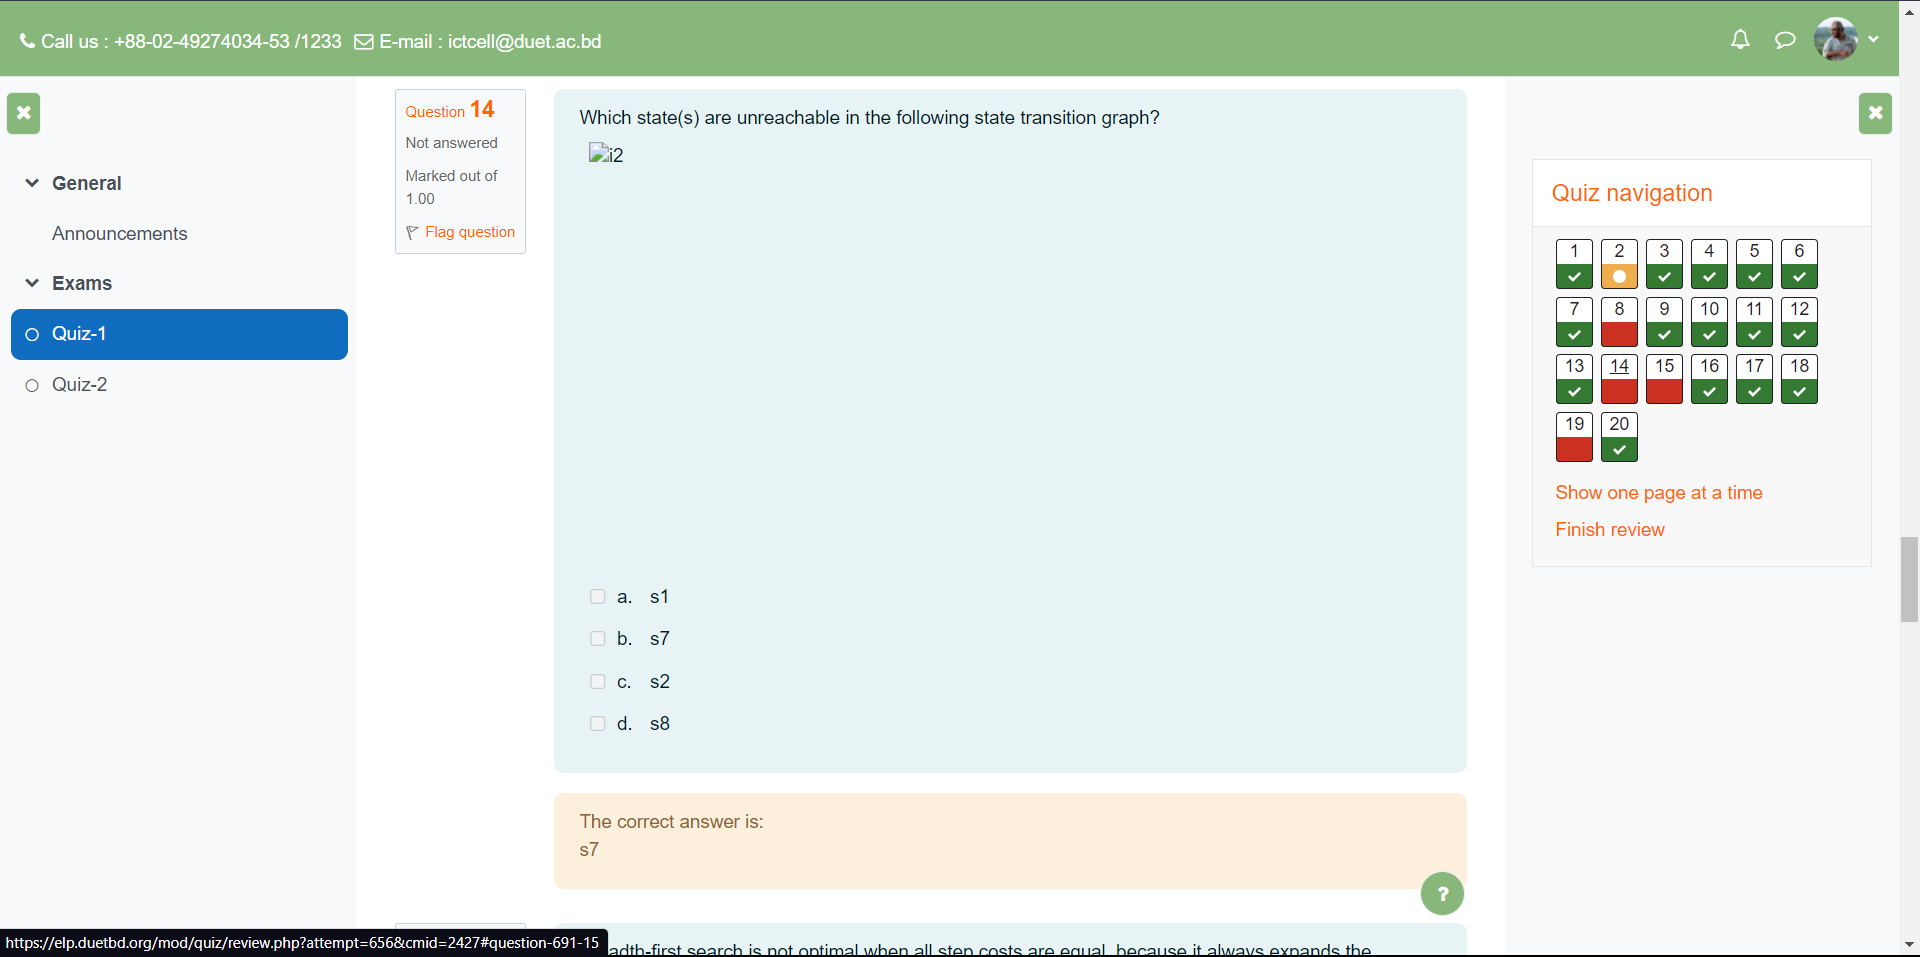 Call us : +88-02-49274034-53 /1233 E-mail : ictcell@duet.ac.bd
General
Announcements
Exams
Quiz-1
Quiz-2
Question 14
Not answered
Marked out of
1.00
Flag question
Which state(s) are unreachable in the following state transition graph?
i2
a. s1
b. s7
c. s2
d. s8
The correct answer is:
s7
?
adth-first search is not optimal when all step costs are equal, because it always expands the
Quiz navigation
1 2 3 4 5 6
7 8 9 10 11 12
13 14 15 16 17 18
19 20
Show one page at a time
Finish review
https://elp.duetbd.org/mod/quiz/review.php?attempt=656&cmid=2427#question-691-15